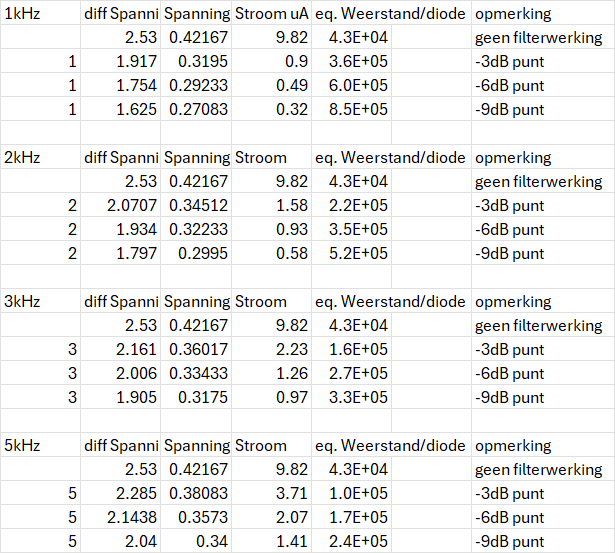 1kHz diff Spanni Spanning Stroom uA eq. Weerstand/diode opmerking
2.53 0.42167 9.82 4.3E+04 geen filterwerking
1 1.917 0.3195 0.9 3.6E+05 -3dB punt
1 1.754 0.29233 0.49 6.0E+05 -6dB punt
1 1.625 0.27083 0.32 8.5E+05 -9dB punt
2kHz diff Spanni Spanning Stroom eq. Weerstand/diode opmerking
2.53 0.42167 9.82 4.3E+04 geen filterwerking
2 2.0707 0.34512 1.58 2.2E+05 -3dB punt
2 1.934 0.32233 0.93 3.5E+05 -6dB punt
2 1.797 0.2995 0.58 5.2E+05 -9dB punt
3kHz diff Spanni Spanning Stroom eq. Weerstand/diode opmerking
2.53 0.42167 9.82 4.3E+04 geen filterwerking
3 2.161 0.36017 2.23 1.6E+05 -3dB punt
3 2.006 0.33433 1.26 2.7E+05 -6dB punt
3 1.905 0.3175 0.97 3.3E+05 -9dB punt
5kHz diff Spanni Spanning Stroom eq. Weerstand/diode opmerking
2.53 0.42167 9.82 4.3E+04 geen filterwerking
5 2.285 0.38083 3.71 1.0E+05 -3dB punt
5 2.1438 0.3573 2.07 1.7E+05 -6dB punt
5 2.04 0.34 1.41 2.4E+05 -9dB punt